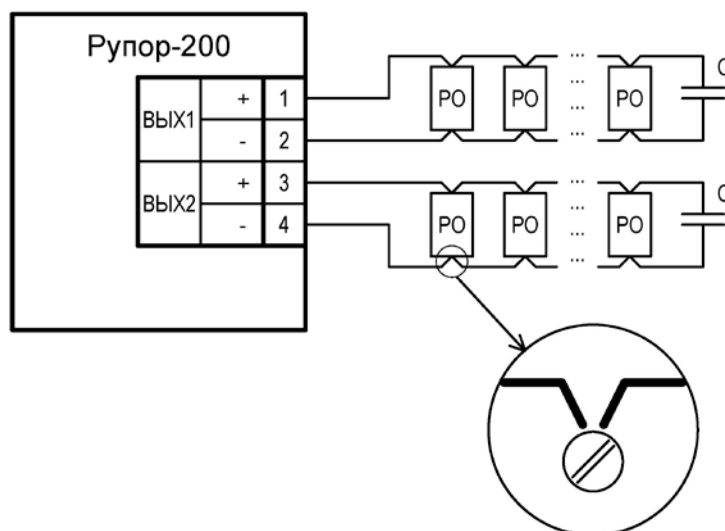 Рупор-200
ВЫХ1 + 1
- 2
ВЫХ2 + 3
- 4
РО РО ... РО С
РО РО ... РО С